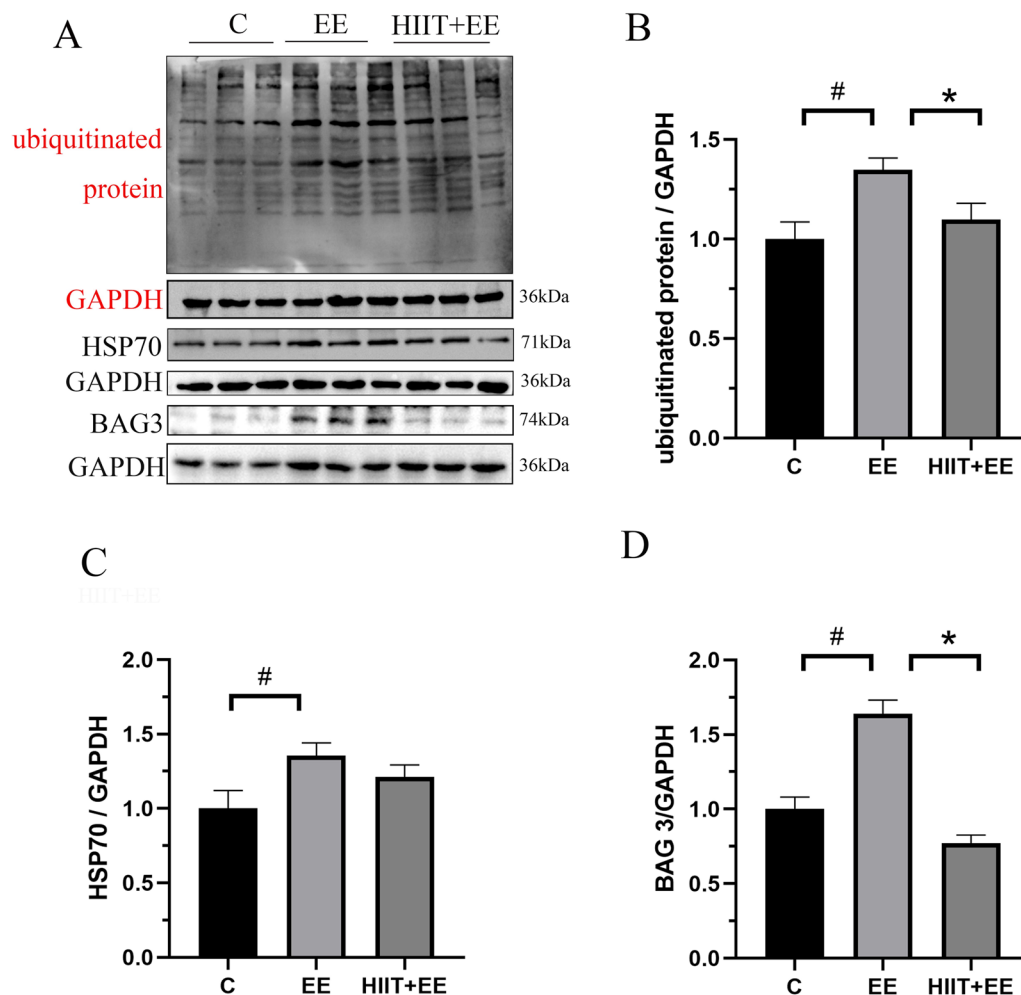 A
C EE HIIT+EE
ubiquitinated
protein
GAPDH 36kDa
HSP70 71kDa
GAPDH 36kDa
BAG3 74kDa
GAPDH 36kDa
B
# *
ubiquitinated protein / GAPDH
1.5
1.0
0.5
0.0
C EE HIIT+EE
C
HIIT+EE
#
HSP70 / GAPDH
2.0
1.5
1.0
0.5
0.0
C EE HIIT+EE
D
# *
BAG 3/GAPDH
2.0
1.5
1.0
0.5
0.0
C EE HIIT+EE